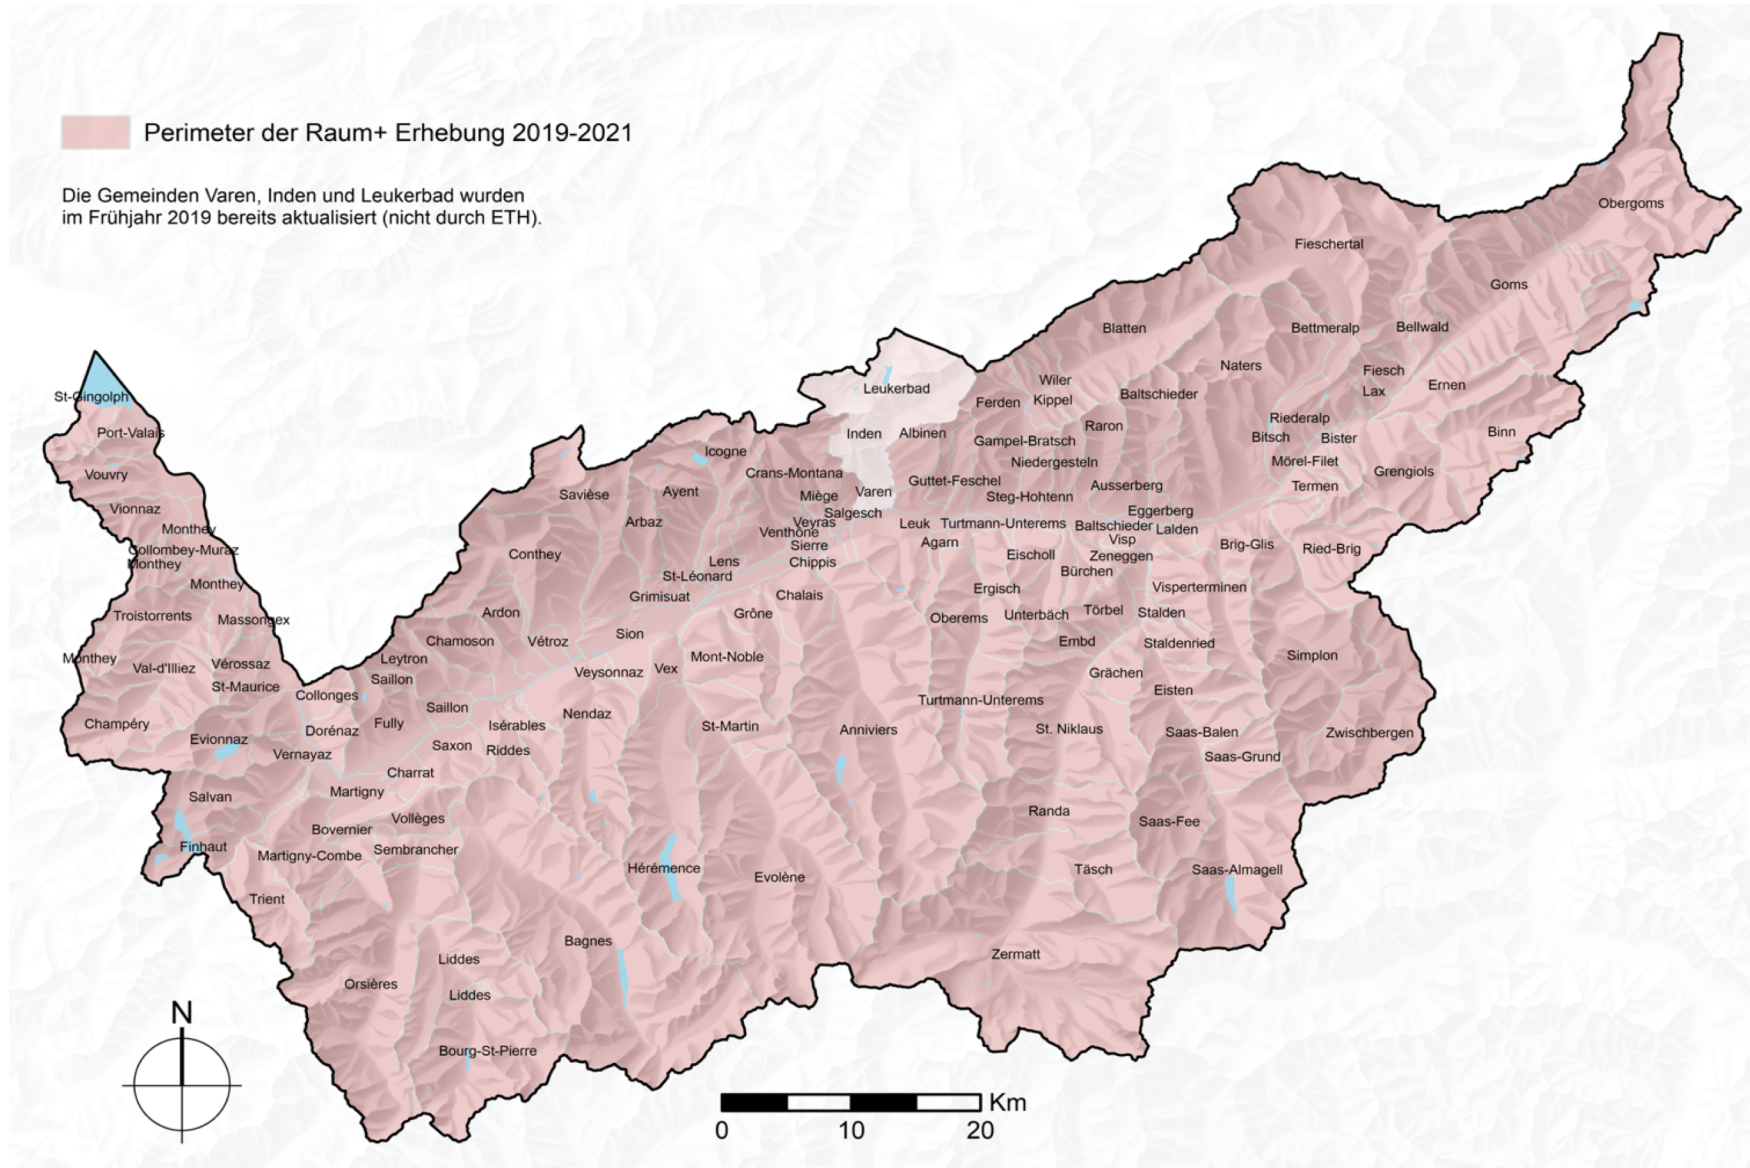 Perimeter der Raum+ Erhebung 2019-2021
Die Gemeinden Varen, Inden und Leukerbad wurden
im Frühjahr 2019 bereits aktualisiert (nicht durch ETH).
Obergoms
Fieschertal
Goms
Blatten
Bettmeralp
Bellwald
Naters
Fiesch
Wiler
Leukerbad
Ernen
Lax
Baltschieder
St-Gingolph
Kippel
Ferden
Riederalp
Raron
Port-Valais
Inden
Albinen
Binn
Bitsch
Bister
Gampel-Bratsch
Icogne
Niedergesteln
Mörel-Filet
Grengiols
Crans-Montana
Vouvry
Guttet-Feschel
Ausserberg
Termen
Ayent
Varen
Savièse
Miège
Steg-Hohtenn
Vionnaz
Eggerberg
Salgesch
Arbaz
Veyras
Leuk
Turtmann-Unterems
Baltschieder
Lalden
Monthey
Venthône
Visp
Agarn
Sierre
Brig-Glis
Ried-Brig
Collombey-Muraz
Conthey
Eischoll
Zeneggen
Monthey
Lens
Chippis
Bürchen
St-Léonard
Monthey
Visperterminen
Ergisch
Grimisuat
Chalais
Ardon
Grône
Törbel
Stalden
Troistorrents
Massongex
Oberems
Unterbäch
Sion
Chamoson
Vétroz
Embd
Staldenried
Simplon
Monthey
Val-d'Illiez
Vérossaz
Leytron
Mont-Noble
Vex
Veysonnaz
Grächen
Saillon
St-Maurice
Eisten
Collonges
Turtmann-Unterems
Saillon
Nendaz
Champéry
Fully
Isérables
St-Martin
Anniviers
St. Niklaus
Saas-Balen
Zwischbergen
Dorénaz
Evionnaz
Saxon
Riddes
Vernayaz
Saas-Grund
Charrat
Martigny
Salvan
Randa
Vollèges
Saas-Fee
Bovernier
Finhaut
Sembrancher
Martigny-Combe
Hérémence
Täsch
Saas-Almagell
Evolène
Trient
Bagnes
Zermatt
Liddes
Orsières
Liddes
N
Bourg-St-Pierre
Km
0 10 20